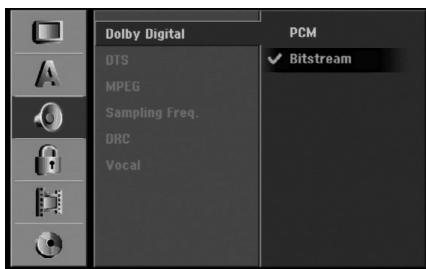 Dolby Digital
DTS
MPEG
Sampling Freq.
DRC
Vocal
PCM
Bitstream